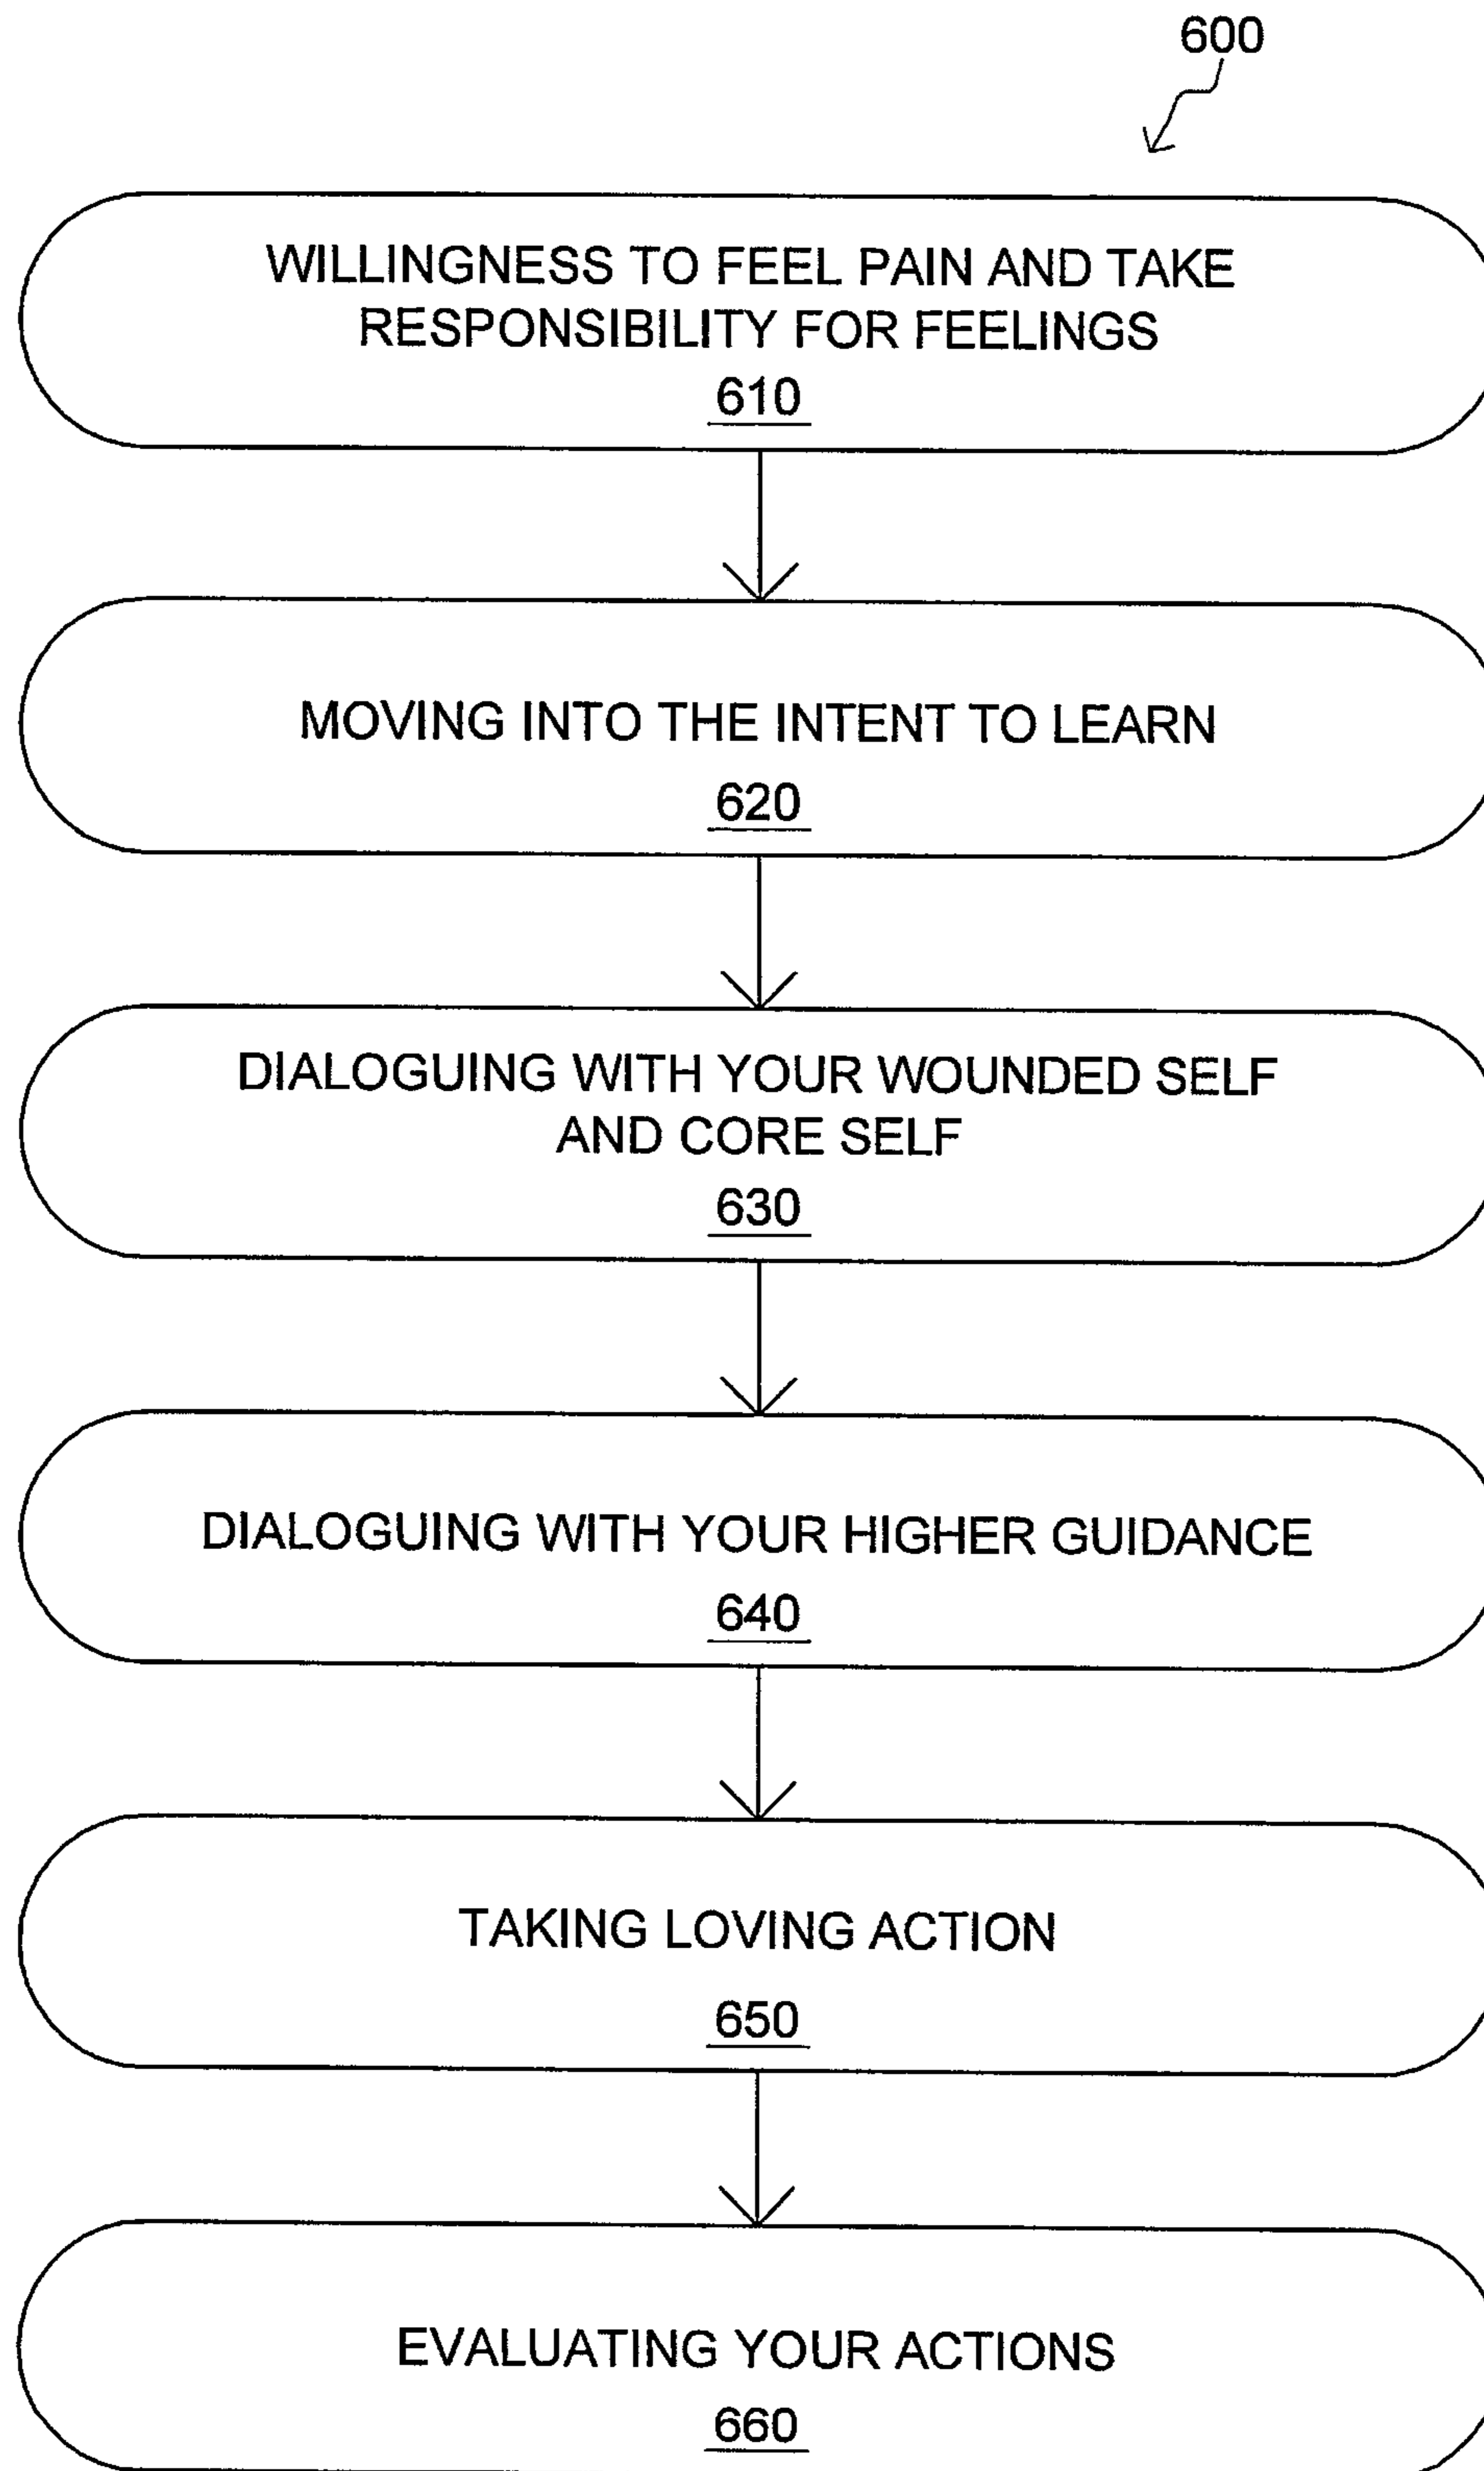 600
WILLINGNESS TO FEEL PAIN AND TAKE
RESPONSIBILITY FOR FEELINGS
610
MOVING INTO THE INTENT TO LEARN
620
DIALOGUING WITH YOUR WOUNDED SELF
AND CORE SELF
630
DIALOGUING WITH YOUR HIGHER GUIDANCE
640
TAKING LOVING ACTION
650
EVALUATING YOUR ACTIONS
660